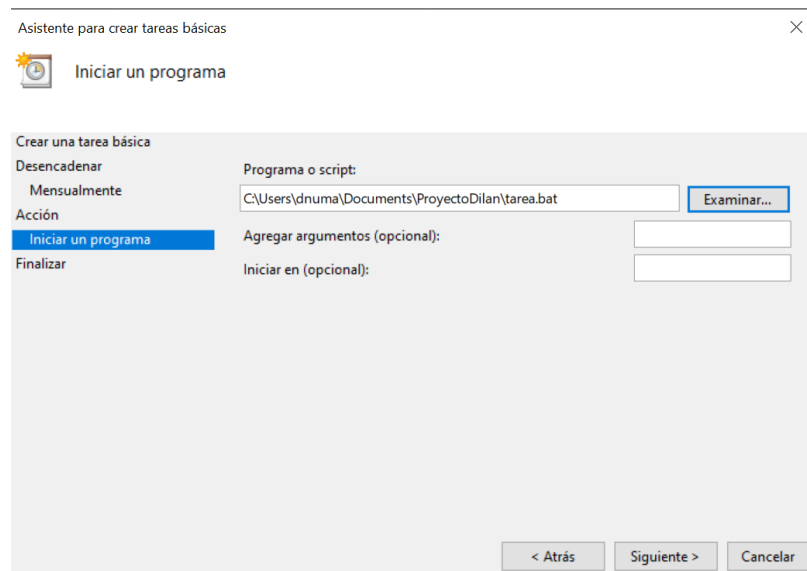 Asistente para crear tareas básicas
Iniciar un programa
Crear una tarea básica
Desencadenar
Mensualmente
Acción
Iniciar un programa
Finalizar
Programa o script:
C:\Users\dnuma\Documents\ProyectoDilan\tarea.bat
Examinar...
Agregar argumentos (opcional):
Iniciar en (opcional):
< Atrás
Siguiente >
Cancelar